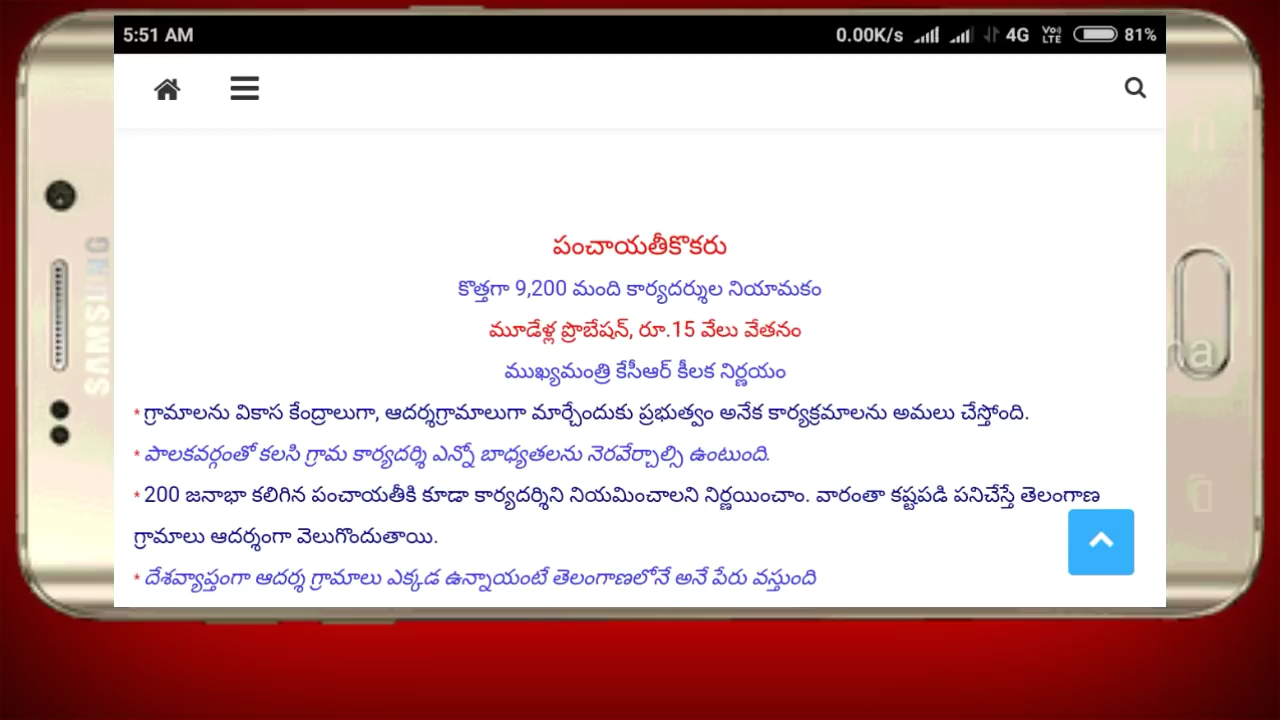 5:51 AM 0.00K/s 4G VoLTE 81%
పంచాయతీకొకరు
కొత్తగా 9,200 మంది కార్యదర్శుల నియామకం
మూడేళ్ల ప్రొబేషన్, రూ.15 వేలు వేతనం
ముఖ్యమంత్రి కేసీఆర్ కీలక నిర్ణయం
* గ్రామాలను వికాస కేంద్రాలుగా, ఆదర్శగ్రామాలుగా మార్చేందుకు ప్రభుత్వం అనేక కార్యక్రమాలను అమలు చేస్తోంది.
* పాలకవర్గంతో కలసి గ్రామ కార్యదర్శి ఎన్నో బాధ్యతలను నెరవేర్చాల్సి ఉంటుంది.
* 200 జనాభా కలిగిన పంచాయతీకి కూడా కార్యదర్శిని నియమించాలని నిర్ణయించాం. వారంతా కష్టపడి పనిచేస్తే తెలంగాణ
గ్రామాలు ఆదర్శంగా వెలుగొందుతాయి.
* దేశవ్యాప్తంగా ఆదర్శ గ్రామాలు ఎక్కడ ఉన్నాయంటే తెలంగాణలోనే అనే పేరు వస్తుంది
SAMSUNG